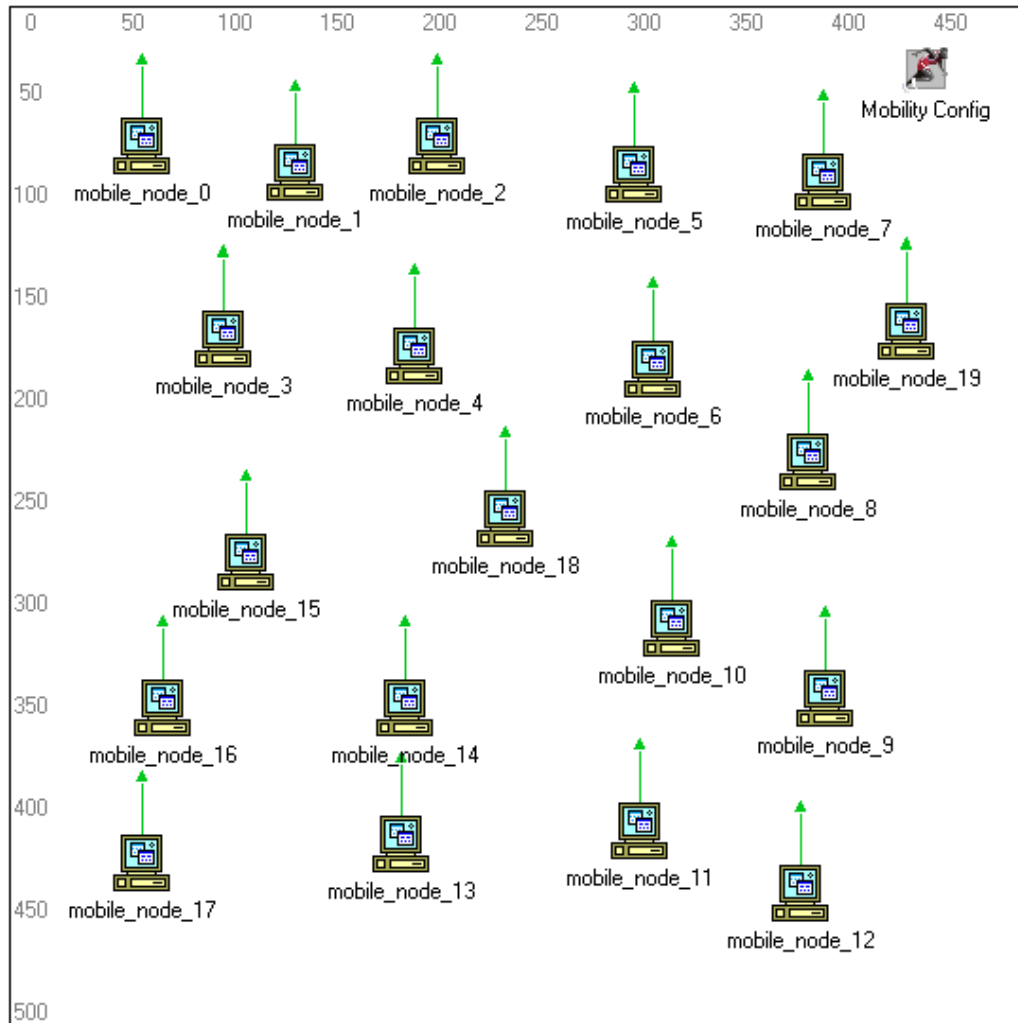 0 50 100 150 200 250 300 350 400 450
50
Mobility Config
mobile_node_0 mobile_node_2 mobile_node_5 mobile_node_7
100
mobile_node_1
150
mobile_node_3 mobile_node_4 mobile_node_6 mobile_node_19
200
250
mobile_node_8
mobile_node_18
300
mobile_node_15
mobile_node_10
350
mobile_node_16 mobile_node_14 mobile_node_9
400
mobile_node_13 mobile_node_11
450
mobile_node_17
mobile_node_12
500